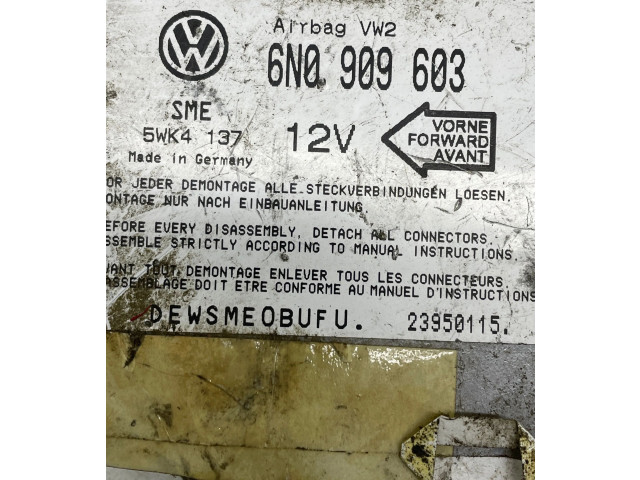 Airbag VW2
6N0 909 603
SME
5WK4 137
12V
VORNE
FORWARD
AVANT
Made in Germany
OR JEDER DEMONTAGE ALLE STECKVERBINDUNGEN LOESEN.
ONTAGE NUR NACH EINBAUANLEITUNG
EFORE EVERY DISASSEMBLY, DETACH ALL CONNECTORS.
SSEMBLE STRICTLY ACCORDING TO MANUAL INSTRUCTIONS.
VANT TOUT DEMONTAGE ENLEVER TOUS LES CONNECTEURS
ASSEMBLAGE DOIT ETRE CONFORME AU MANUEL D'INSTRUCTIONS
DEWSMEOBUFU. 23950115.